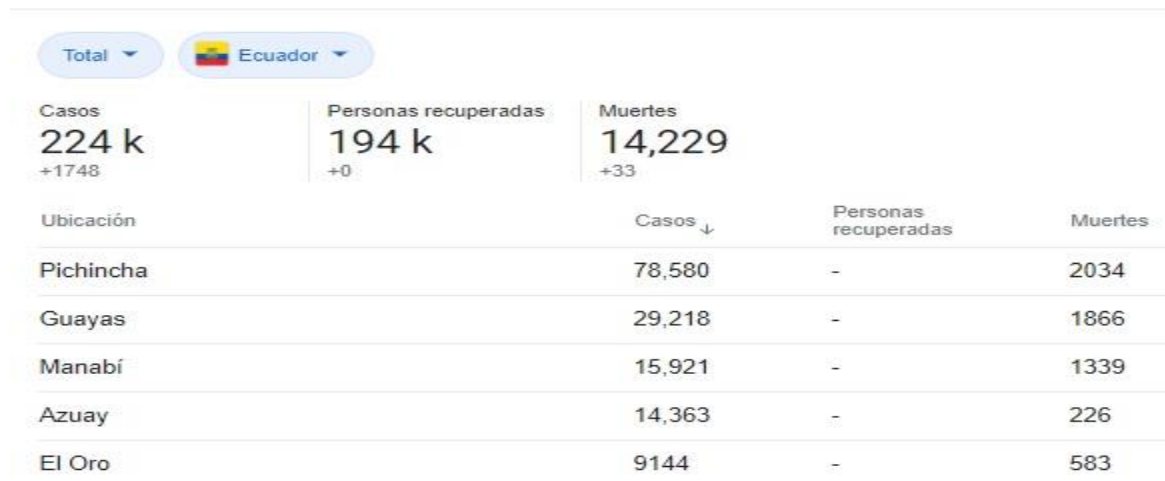 Total Ecuador
Casos Personas recuperadas Muertes
224 k 194 k 14,229
+1748 +0 +33
Ubicación Casos ↓ Personas recuperadas Muertes
Pichincha 78,580 - 2034
Guayas 29,218 - 1866
Manabí 15,921 - 1339
Azuay 14,363 - 226
El Oro 9144 - 583